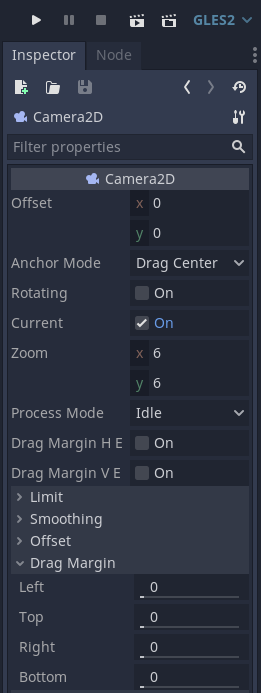 GLES2
Inspector Node
Camera2D
Filter properties
Camera2D
Offset x 0
y 0
Anchor Mode Drag Center
Rotating On
Current On
Zoom x 6
y 6
Process Mode Idle
Drag Margin H E On
Drag Margin V E On
Limit
Smoothing
Offset
Drag Margin
Left 0
Top 0
Right 0
Bottom 0